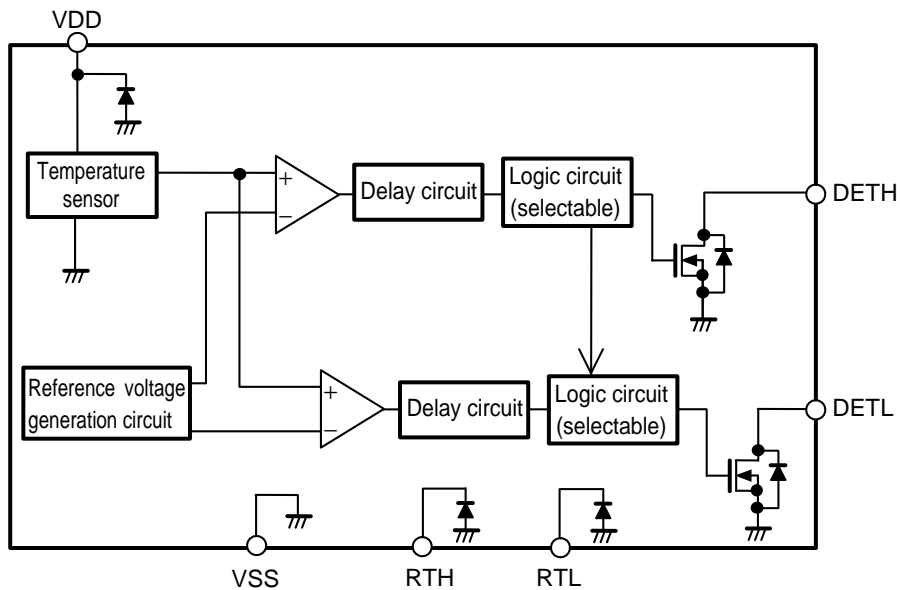 VDD
Temperature
sensor
+
−
Delay circuit
Logic circuit
(selectable)
DETH
Reference voltage
generation circuit
+
−
Delay circuit
Logic circuit
(selectable)
DETL
VSS
RTH
RTL